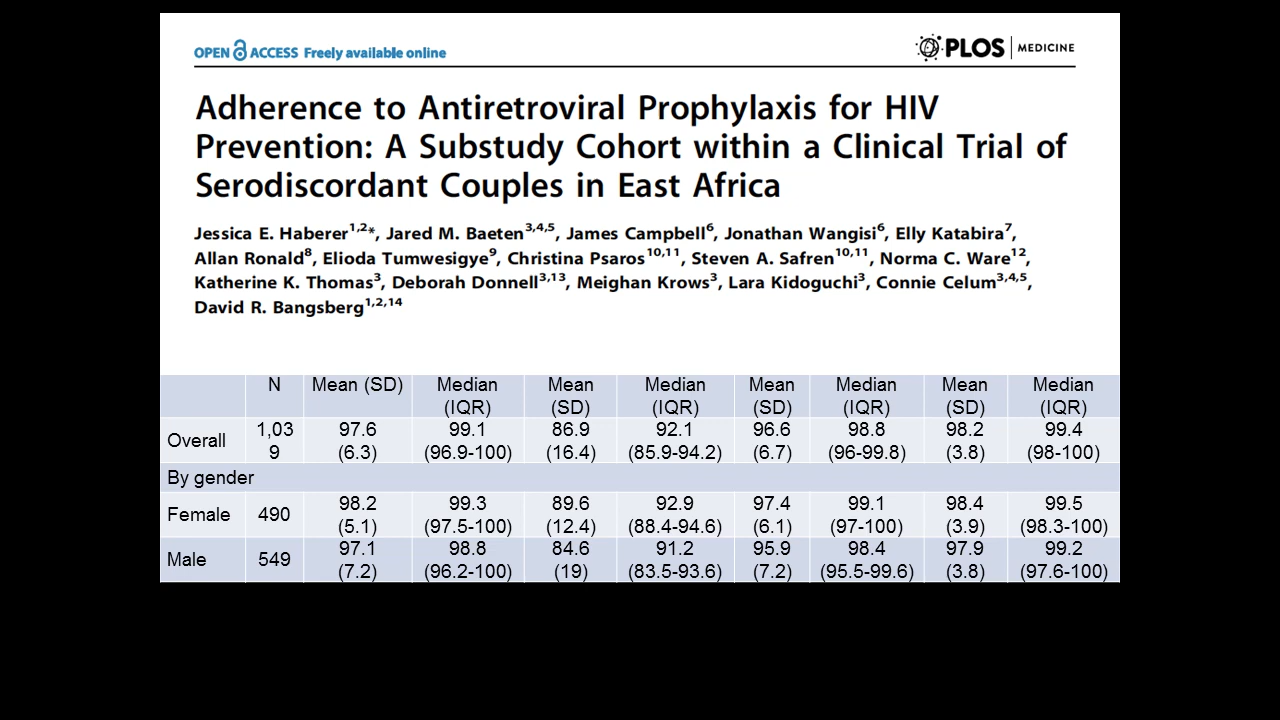 OPEN ACCESS Freely available online
PLOS | MEDICINE
Adherence to Antiretroviral Prophylaxis for HIV
Prevention: A Substudy Cohort within a Clinical Trial of
Serodiscordant Couples in East Africa
Jessica E. Haberer1,2*, Jared M. Baeten3,4,5, James Campbell6, Jonathan Wangisi6, Elly Katabira7,
Allan Ronald8, Elioda Tumwesigye9, Christina Psaros10,11, Steven A. Safren10,11, Norma C. Ware12,
Katherine K. Thomas3, Deborah Donnell3,13, Meighan Krows3, Lara Kidoguchi3, Connie Celum3,4,5,
David R. Bangsberg1,2,14
N Mean (SD) Median Mean Median Mean Median Mean Median
(IQR) (SD) (IQR) (SD) (IQR) (SD) (IQR)
Overall 1,03 97.6 99.1 86.9 92.1 96.6 98.8 98.2 99.4
9 (6.3) (96.9-100) (16.4) (85.9-94.2) (6.7) (96-99.8) (3.8) (98-100)
By gender
Female 490 98.2 99.3 89.6 92.9 97.4 99.1 98.4 99.5
(5.1) (97.5-100) (12.4) (88.4-94.6) (6.1) (97-100) (3.9) (98.3-100)
Male 549 97.1 98.8 84.6 91.2 95.9 98.4 97.9 99.2
(7.2) (96.2-100) (19) (83.5-93.6) (7.2) (95.5-99.6) (3.8) (97.6-100)